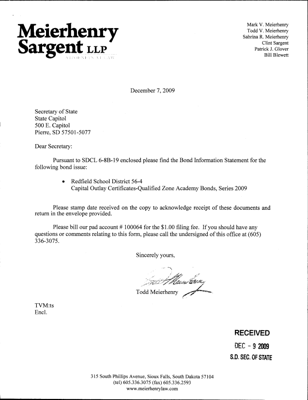 Meierhenry
Sargent LLP
Mark V. Meierhenry
Todd V. Meierhenry
Sabrina R. Meierhenry
Clint Sargent
Patrick J. Glover
Bill Blewett
December 7, 2009
Secretary of State
State Capitol
500 E. Capitol
Pierre, SD 57501-5077
Dear Secretary:
Pursuant to SDCL 6-8B-19 enclosed please find the Bond Information Statement for the
following bond issue:
• Redfield School District 56-4
Capital Outlay Certificates-Qualified Zone Academy Bonds, Series 2009
Please stamp date received on the copy to acknowledge receipt of these documents and
return in the envelope provided.
Please bill our pad account # 100064 for the $1.00 filing fee. If you should have any
questions or comments relating to this form, please call the undersigned of this office at (605)
336-3075.
Sincerely yours,
Todd Meierhenry
TVM:ts
Encl.
RECEIVED
DEC - 9 2009
S.D. SEC. OF STATE
315 South Phillips Avenue, Sioux Falls, South Dakota 57104
(tel) 605.336.3075 (fax) 605.336.2593
www.meierhenrylaw.com